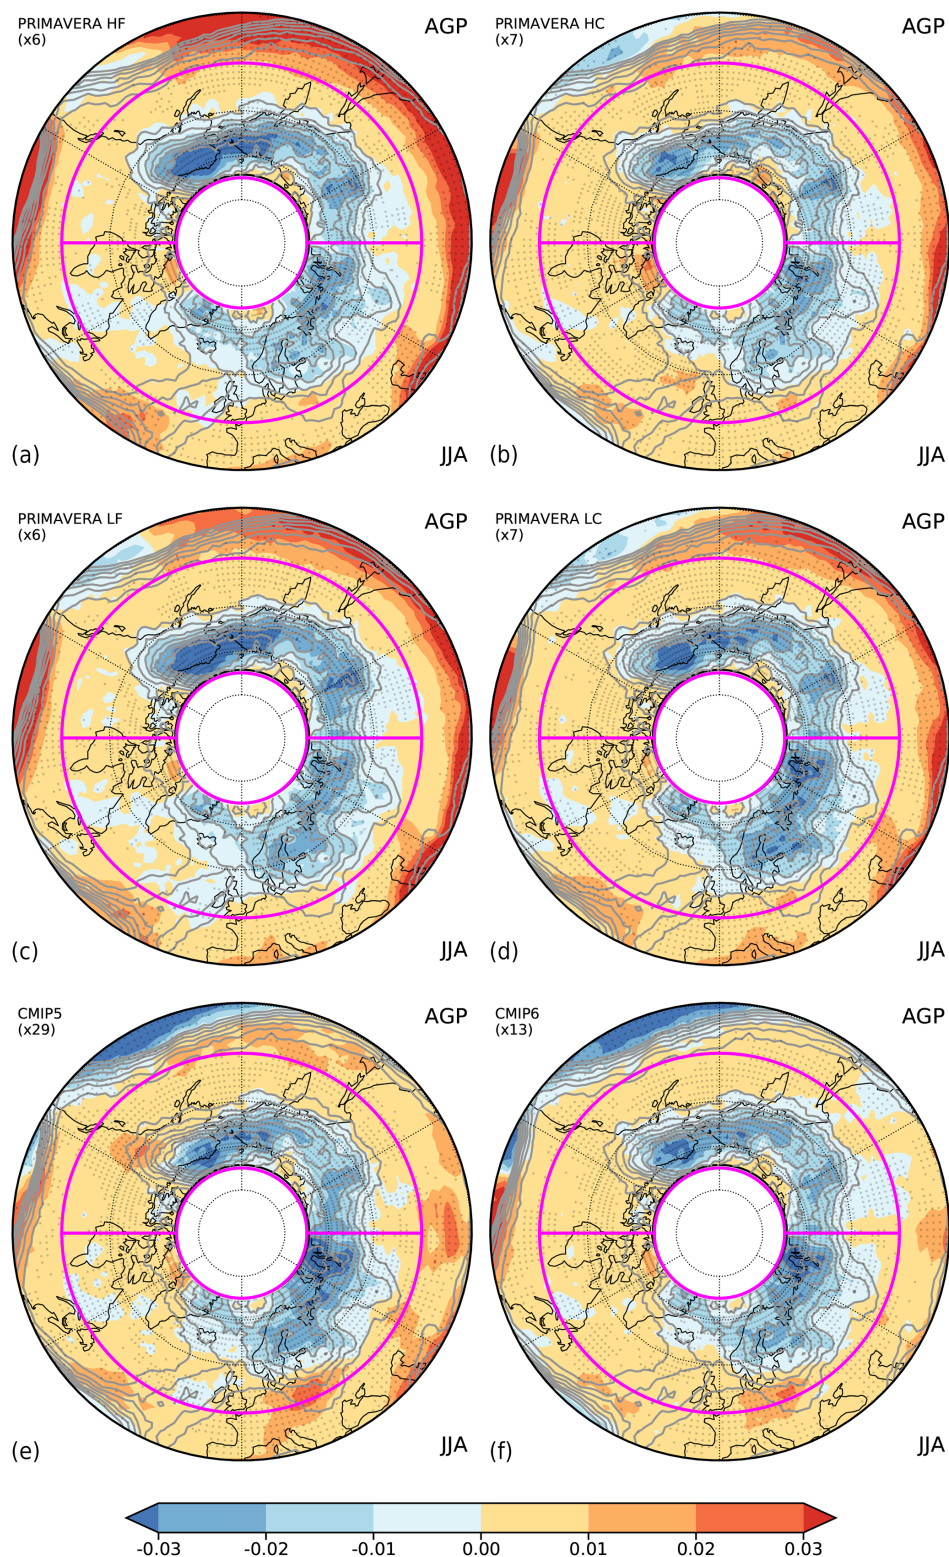 PRIMAVERA HF
(x6)
AGP
(a)
JJA
PRIMAVERA HC
(x7)
AGP
(b)
JJA
PRIMAVERA LF
(x6)
AGP
(c)
JJA
PRIMAVERA LC
(x7)
AGP
(d)
JJA
CMIP5
(x29)
AGP
(e)
JJA
CMIP6
(x13)
AGP
(f)
JJA
-0.03 -0.02 -0.01 0.00 0.01 0.02 0.03